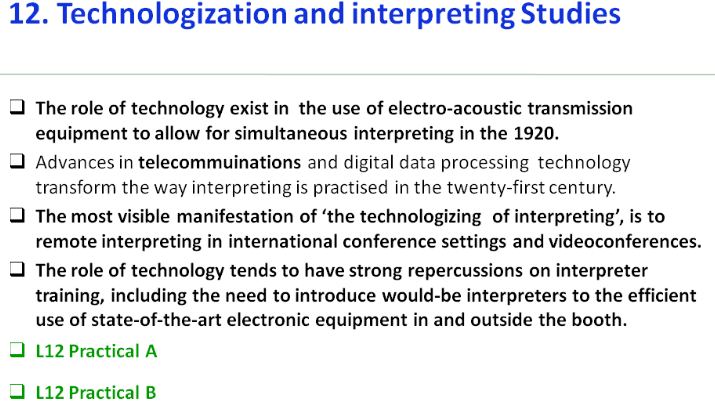 12. Technologization and interpreting Studies
❑ The role of technology exist in the use of electro-acoustic transmission
equipment to allow for simultaneous interpreting in the 1920.
❑ Advances in telecommuinations and digital data processing technology
transform the way interpreting is practised in the twenty-first century.
❑ The most visible manifestation of ‘the technologizing of interpreting’, is to
remote interpreting in international conference settings and videoconferences.
❑ The role of technology tends to have strong repercussions on interpreter
training, including the need to introduce would-be interpreters to the efficient
use of state-of-the-art electronic equipment in and outside the booth.
❑ L12 Practical A
❑ L12 Practical B